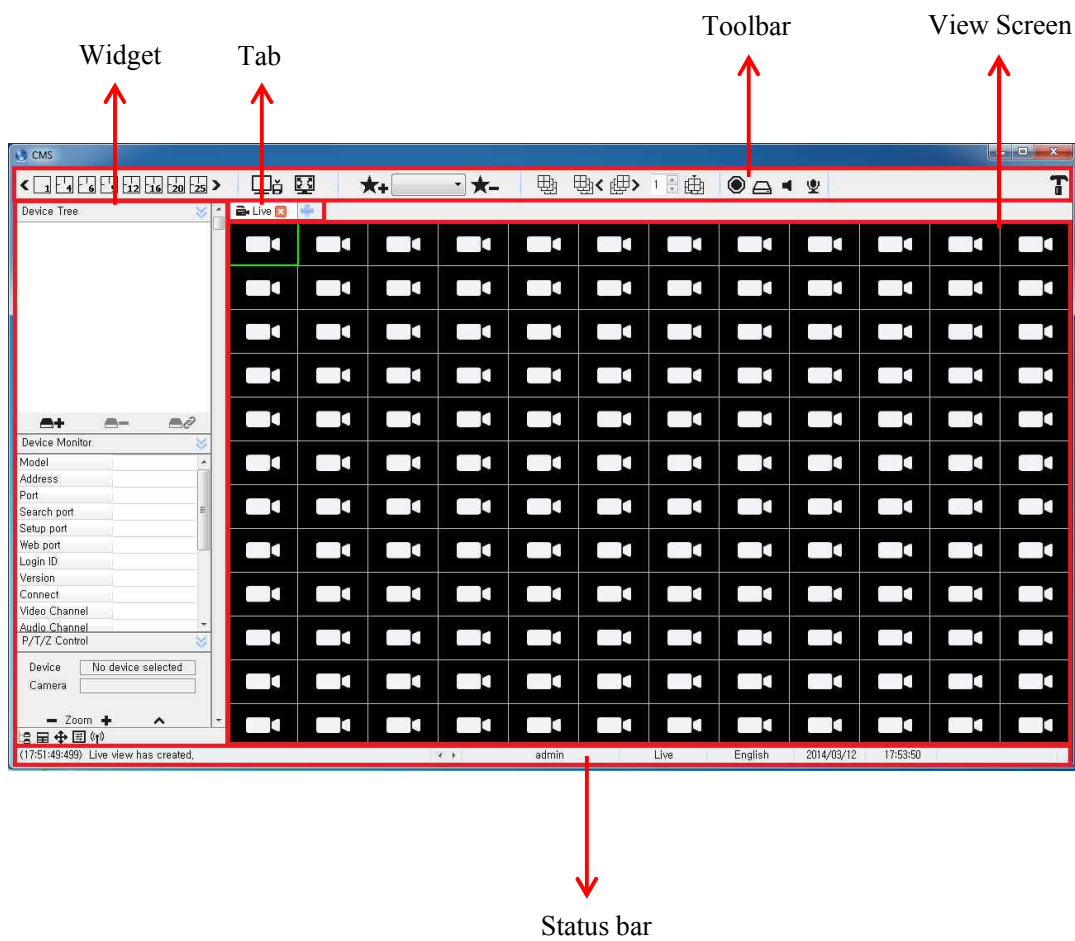 Toolbar
View Screen
Widget
Tab
CMS
1 4 6 9 12 16 20 25
1
Device Tree
Live
Device Monitor
Model
Address
Port
Search port
Setup port
Web port
Login ID
Version
Connect
Video Channel
Audio Channel
P/T/Z Control
Device No device selected
Camera
Zoom
(17:51:49:499) Live view has created, admin Live English 2014/03/12 17:53:50
Status bar